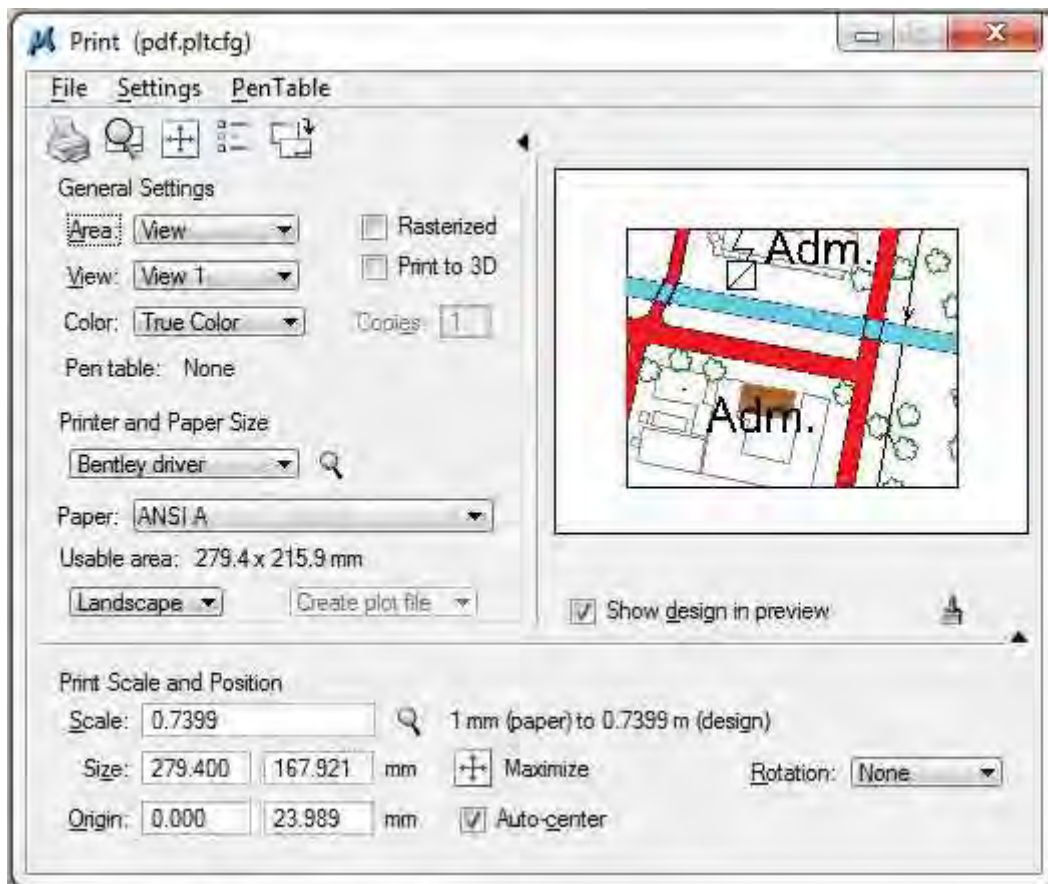 Print (pdf.pltcfg)
File Settings PenTable
General Settings
Area: View
Rasterized
View: View 1
Print to 3D
Color: True Color
Copies: 1
Pen table: None
Printer and Paper Size
Bentley driver
Paper: ANSI A
Usable area: 279.4 x 215.9 mm
Landscape
Create plot file
Adm.
Adm.
Show design in preview
Print Scale and Position
Scale: 0.7399
1 mm (paper) to 0.7399 m (design)
Size: 279.400 167.921 mm
Maximize
Rotation: None
Origin: 0.000 23.989 mm
Auto-center